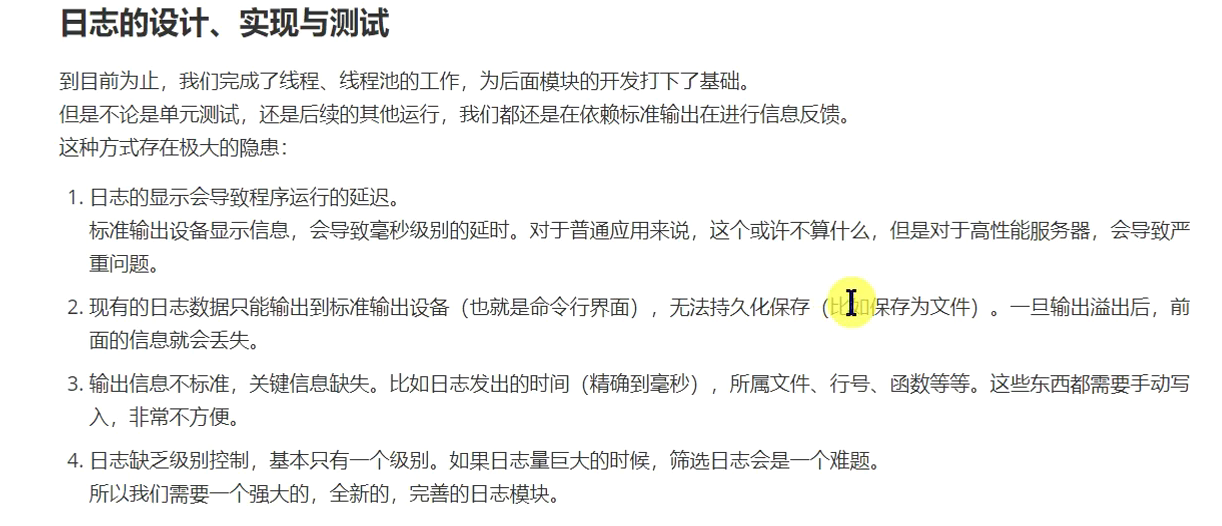 日志的设计、实现与测试
到目前为止，我们完成了线程、线程池的工作，为后面模块的开发打下了基础。
但是不论是单元测试，还是后续的其他运行，我们都还是在依赖标准输出在进行信息反馈。
这种方式存在极大的隐患：
1. 日志的显示会导致程序运行的延迟。
标准输出设备显示信息，会导致毫秒级别的延时。对于普通应用来说，这个或许不算什么，但是对于高性能服务器，会导致严
重问题。
2. 现有的日志数据只能输出到标准输出设备（也就是命令行界面），无法持久化保存（比如保存为文件）。一旦输出溢出后，前
面的信息就会丢失。
3. 输出信息不标准，关键信息缺失。比如日志发出的时间（精确到毫秒），所属文件、行号、函数等等。这些东西都需要手动写
入，非常不方便。
4. 日志缺乏级别控制，基本只有一个级别。如果日志量巨大的时候，筛选日志会是一个难题。
所以我们需要一个强大的，全新的，完善的日志模块。